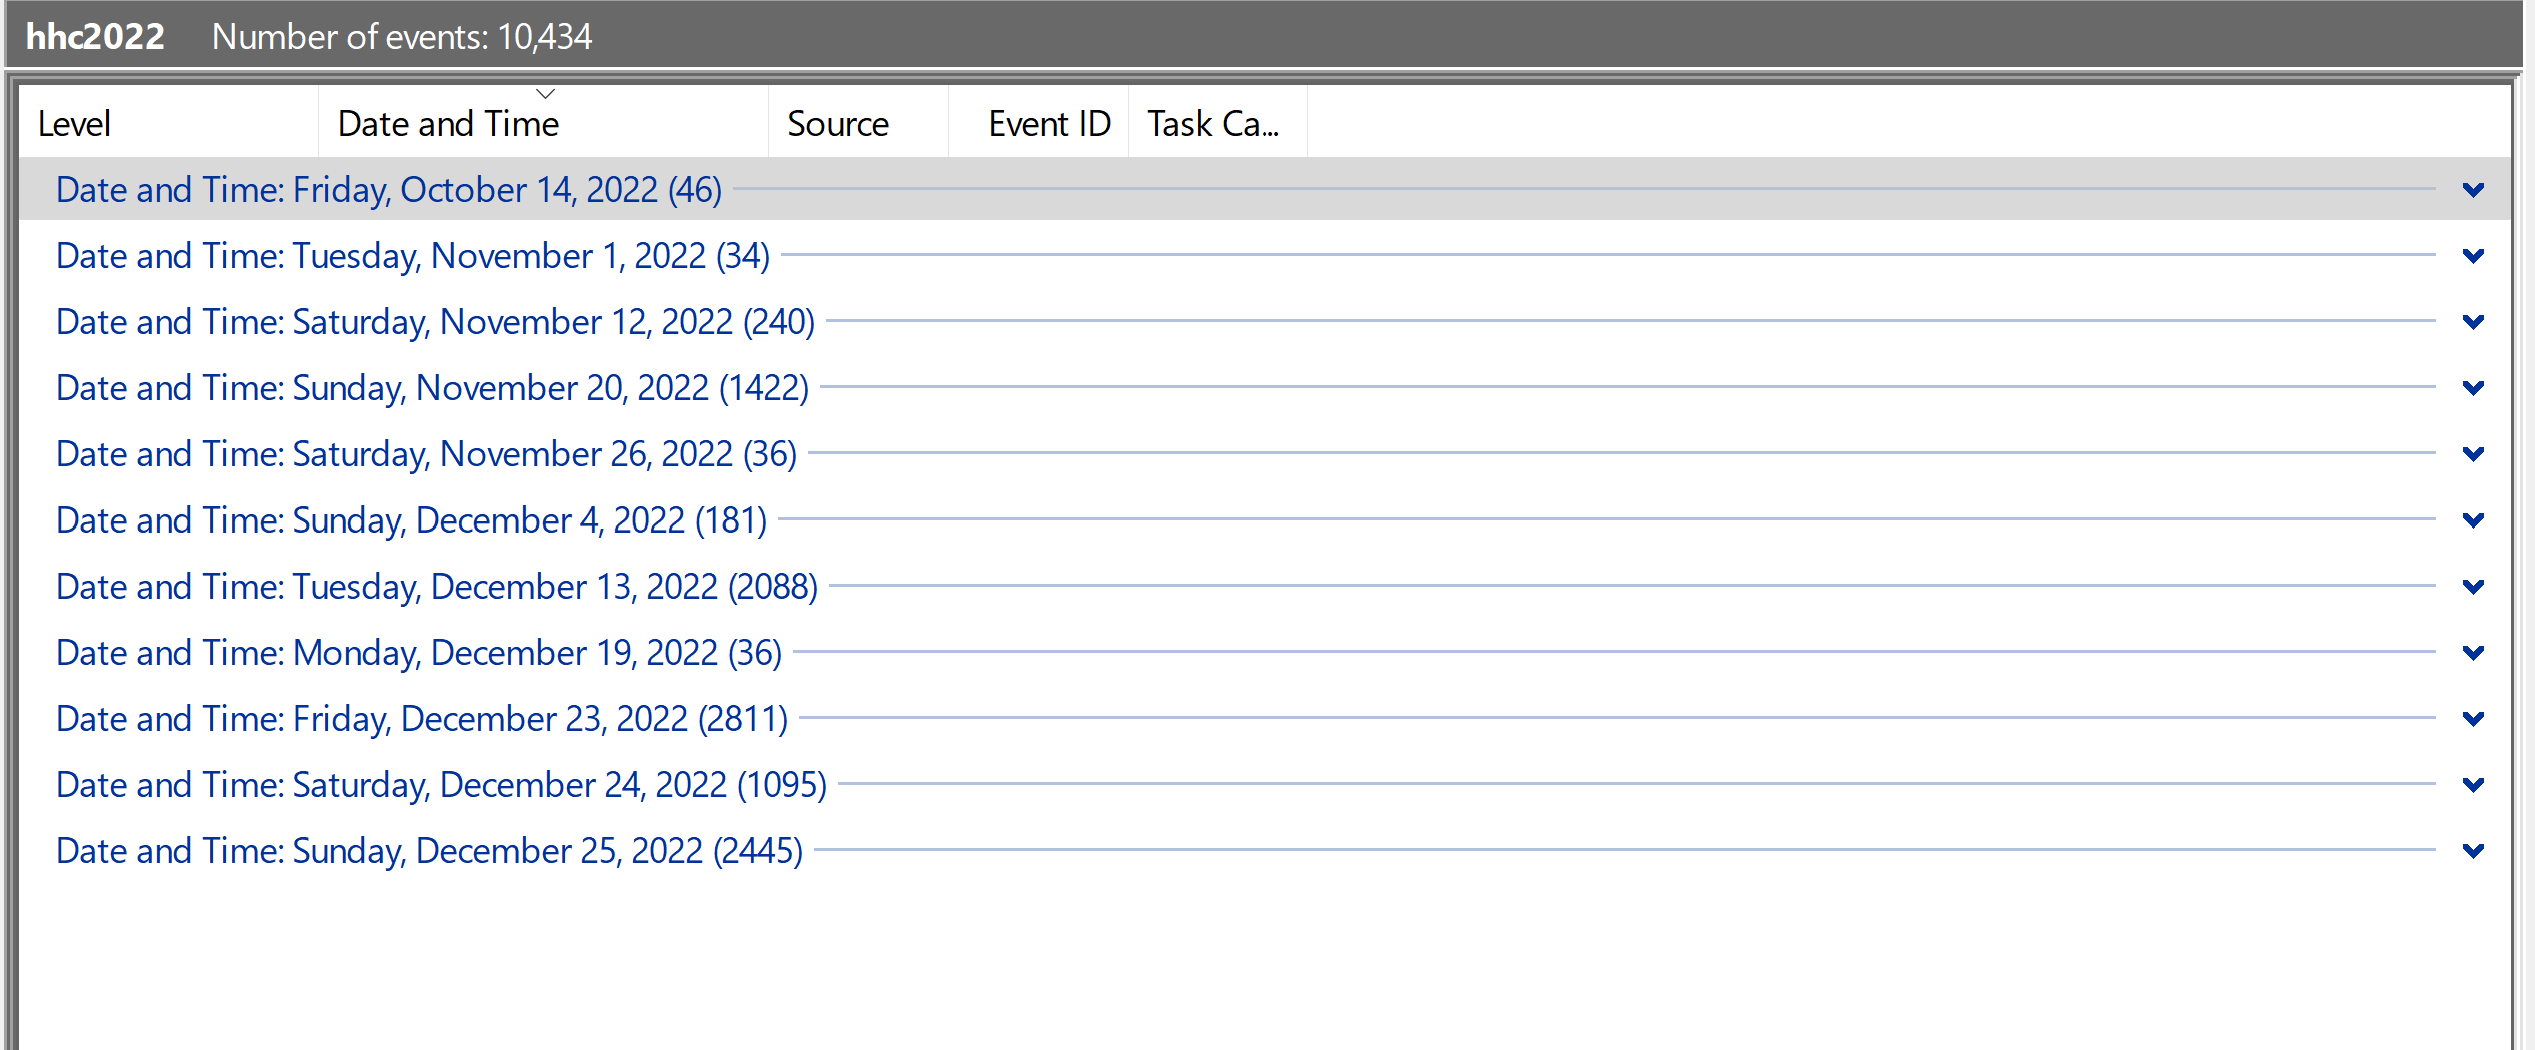 hhc2022 Number of events: 10,434
Level Date and Time Source Event ID Task Ca...
Date and Time: Friday, October 14, 2022 (46)
Date and Time: Tuesday, November 1, 2022 (34)
Date and Time: Saturday, November 12, 2022 (240)
Date and Time: Sunday, November 20, 2022 (1422)
Date and Time: Saturday, November 26, 2022 (36)
Date and Time: Sunday, December 4, 2022 (181)
Date and Time: Tuesday, December 13, 2022 (2088)
Date and Time: Monday, December 19, 2022 (36)
Date and Time: Friday, December 23, 2022 (2811)
Date and Time: Saturday, December 24, 2022 (1095)
Date and Time: Sunday, December 25, 2022 (2445)